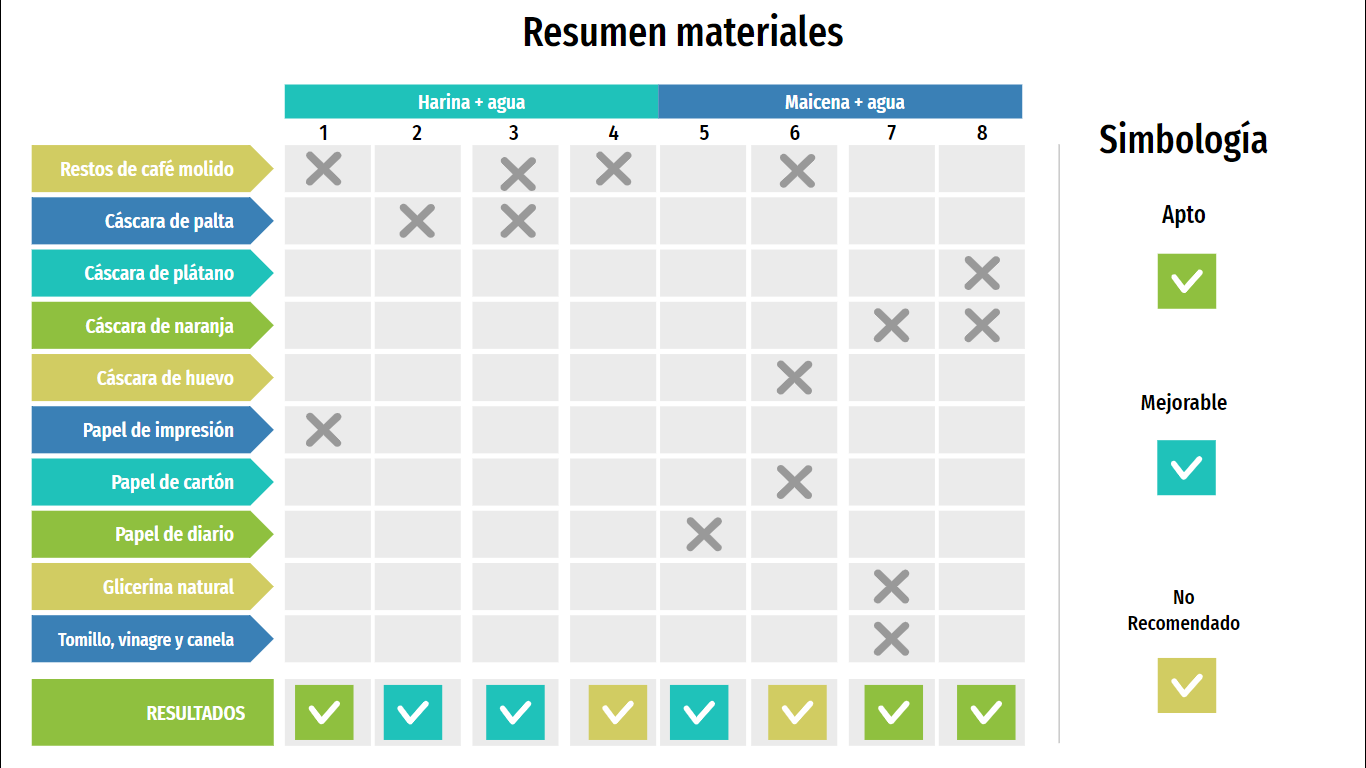 Resumen materiales
Harina + agua
Maicena + agua
1 2 3 4 5 6 7 8
Simbología
Restos de café molido
Cáscara de palta
Apto
Cáscara de plátano
Cáscara de naranja
Cáscara de huevo
Mejorable
Papel de impresión
Papel de cartón
Papel de diario
Glicerina natural
No
Recomendado
Tomillo, vinagre y canela
RESULTADOS